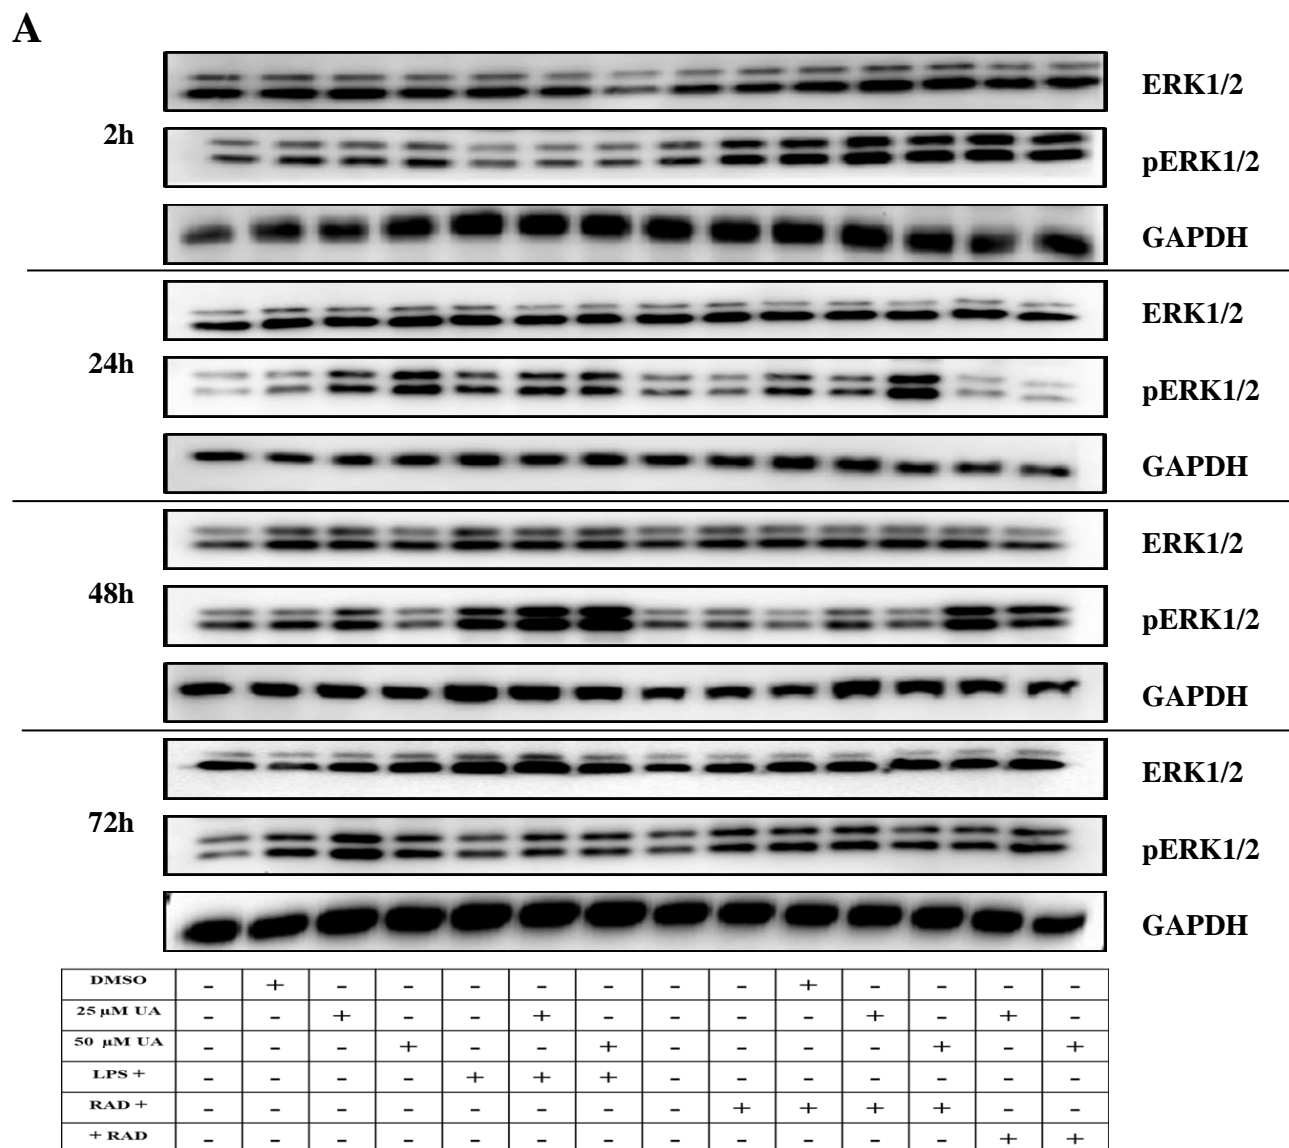 A
ERK1/2
2h
pERK1/2
GAPDH
ERK1/2
24h
pERK1/2
GAPDH
ERK1/2
48h
pERK1/2
GAPDH
ERK1/2
72h
pERK1/2
GAPDH
DMSO - + - - - - - - - + - - - -
25 μM UA - - + - - + - - - - + - + -
50 μM UA - - - + - - + - - - - + - +
LPS + - - - - + + + - - - - - - -
RAD + - - - - - - - - + + + + - -
+ RAD - - - - - - - - - - - - + +